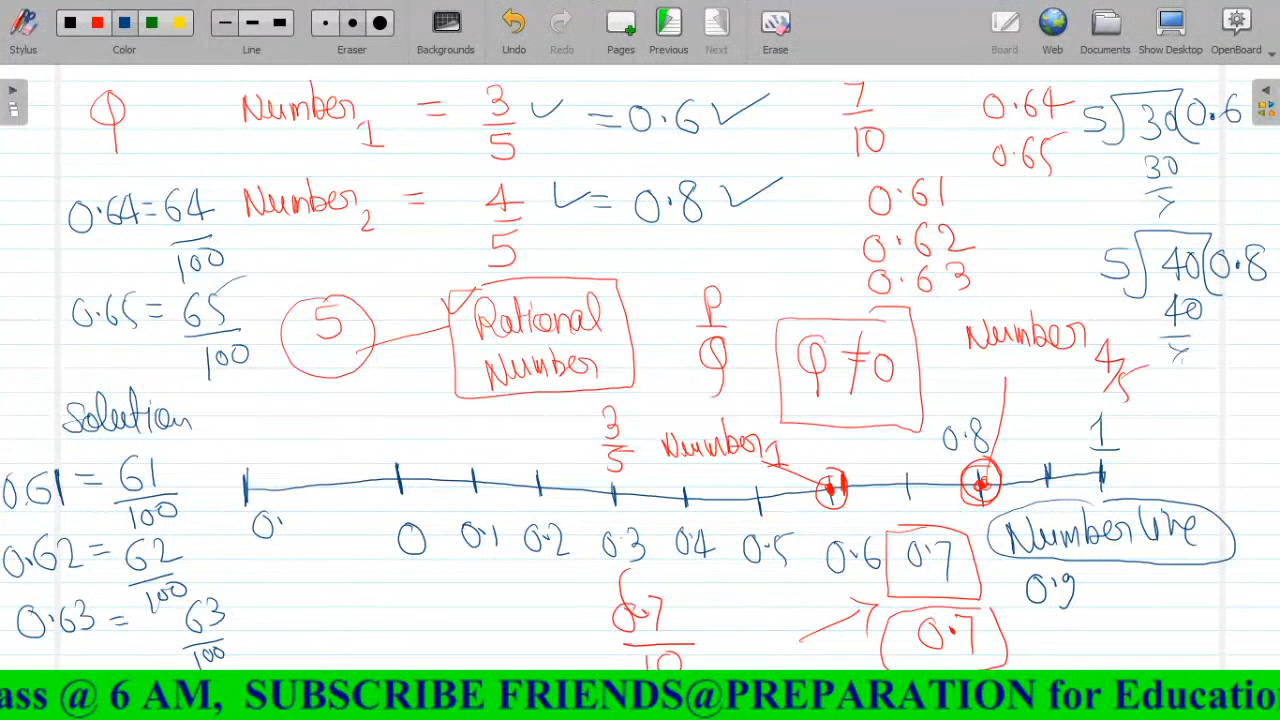 Stylus Color Line Eraser Backgrounds Undo Redo Pages Previous Next Erase Board Web Documents Show Desktop OpenBoard
Number1 = 3/5 = 0.6
7/10
0.64
0.65
5 30 0.6
30
0.64 = 64/100
Number2 = 4/5 = 0.8
0.61
0.62
0.63
5 40 0.8
40
0.65 = 65/100
5
Rational
Number
P/Q
Q ≠ 0
Number 4/5
Solution
3/5 Number1
0.8
1
0.61 = 61/100
0.62 = 62/100
0.63 = 63/100
0.
0 0.1 0.2 0.3 0.4 0.5 0.6 0.7
Number line
0.9
0.7/10
0.7
ass @ 6 AM, SUBSCRIBE FRIENDS@PREPARATION for Educatio